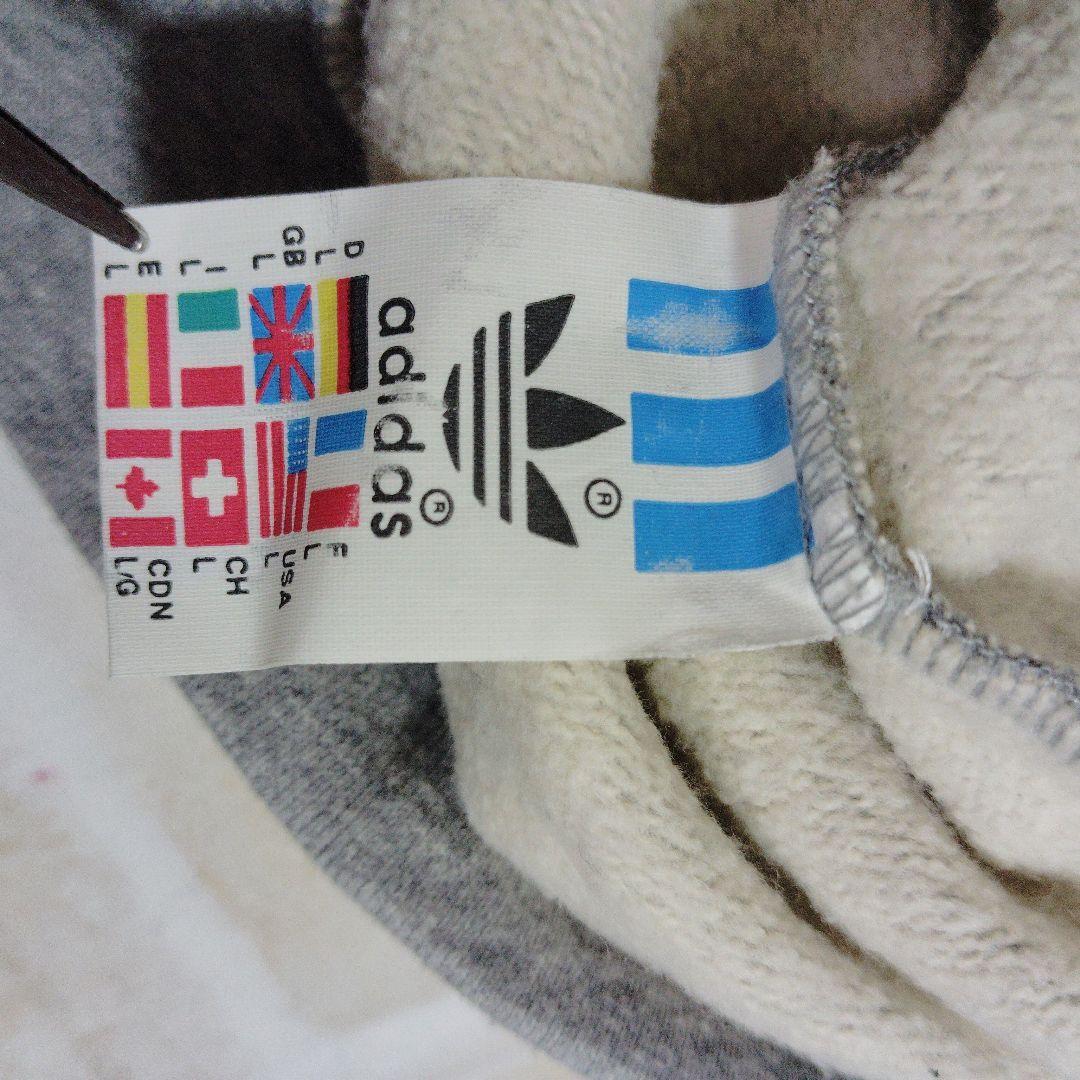 ®
adidas®
D F
L L
GB USA
L L
I CH
L L
E CDN
L L/G